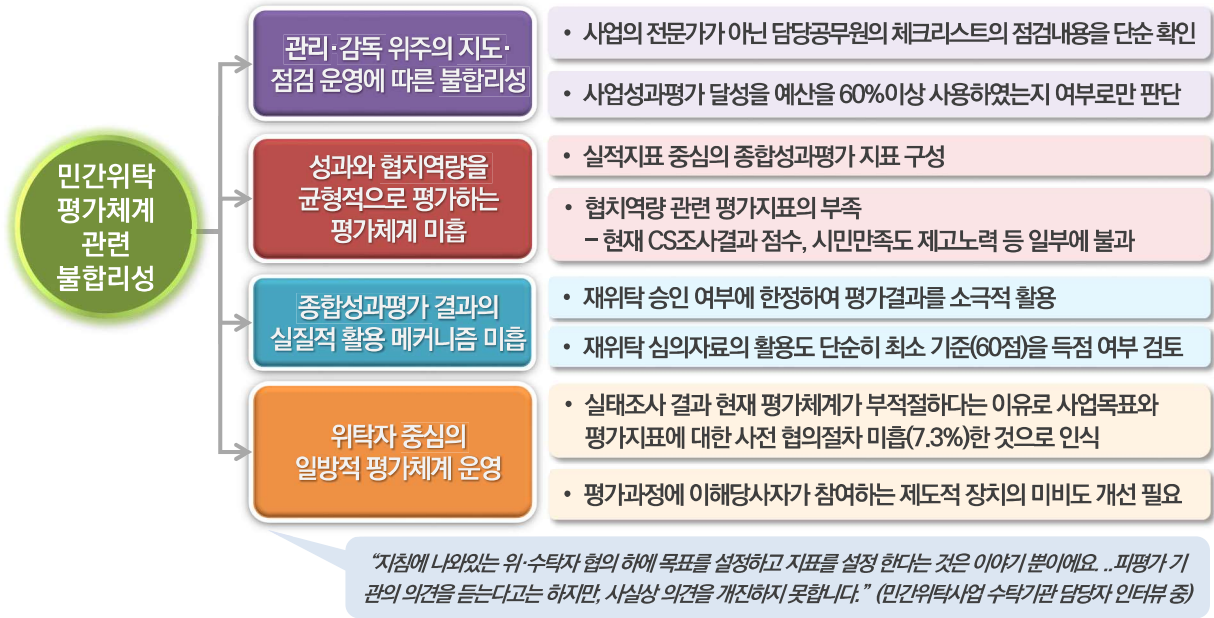 민간위탁
평가체계
관련
불합리성
관리·감독 위주의 지도·
점검 운영에 따른 불합리성
• 사업의 전문가가 아닌 담당공무원의 체크리스트의 점검내용을 단순 확인
• 사업성과평가 달성을 예산을 60%이상 사용하였는지 여부로만 판단
성과와 협치역량을
균형적으로 평가하는
평가체계 미흡
• 실적지표 중심의 종합성과평가 지표 구성
• 협치역량 관련 평가지표의 부족
– 현재 CS조사결과 점수, 시민만족도 제고노력 등 일부에 불과
종합성과평가 결과의
실질적 활용 메커니즘 미흡
• 재위탁 승인 여부에 한정하여 평가결과를 소극적 활용
• 재위탁 심의자료의 활용도 단순히 최소 기준(60점)을 득점 여부 검토
위탁자 중심의
일방적 평가체계 운영
• 실태조사 결과 현재 평가체계가 부적절하다는 이유로 사업목표와
평가지표에 대한 사전 협의절차 미흡(7.3%)한 것으로 인식
• 평가과정에 이해당사자가 참여하는 제도적 장치의 미비도 개선 필요
“지침에 나와있는 위·수탁자 협의 하에 목표를 설정하고 지표를 설정 한다는 것은 이야기 뿐이에요. ..피평가 기
관의 의견을 듣는다고는 하지만, 사실상 의견을 개진하지 못합니다.” (민간위탁사업 수탁기관 담당자 인터뷰 중)